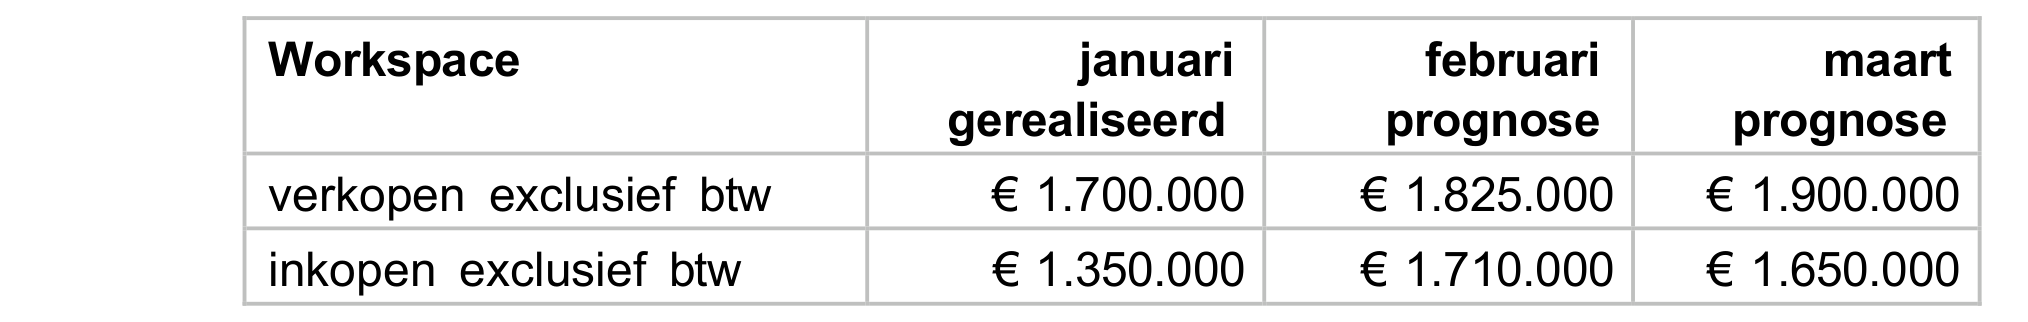 Workspace januari februari maart
gerealiseerd prognose prognose
verkopen exclusief btw € 1.700.000 € 1.825.000 € 1.900.000
inkopen exclusief btw € 1.350.000 € 1.710.000 € 1.650.000